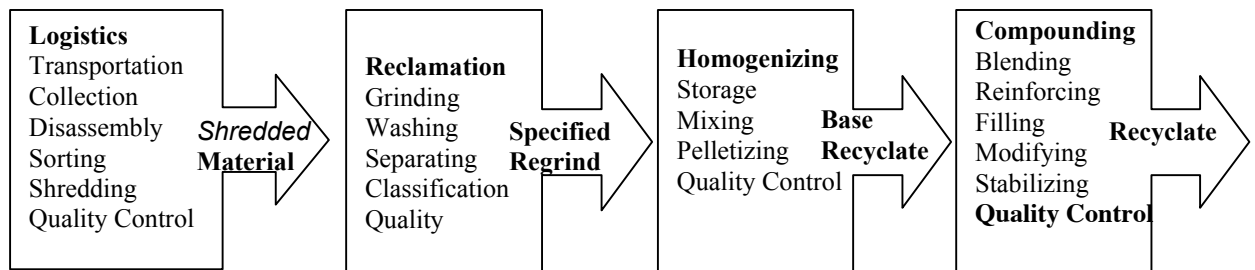 Logistics
Transportation
Collection
Disassembly
Sorting
Shredding
Quality Control
Shredded
Material
Reclamation
Grinding
Washing
Separating
Classification
Quality
Specified
Regrind
Homogenizing
Storage
Mixing
Pelletizing
Quality Control
Base
Recyclate
Compounding
Blending
Reinforcing
Filling
Modifying
Stabilizing
Quality Control
Recyclate